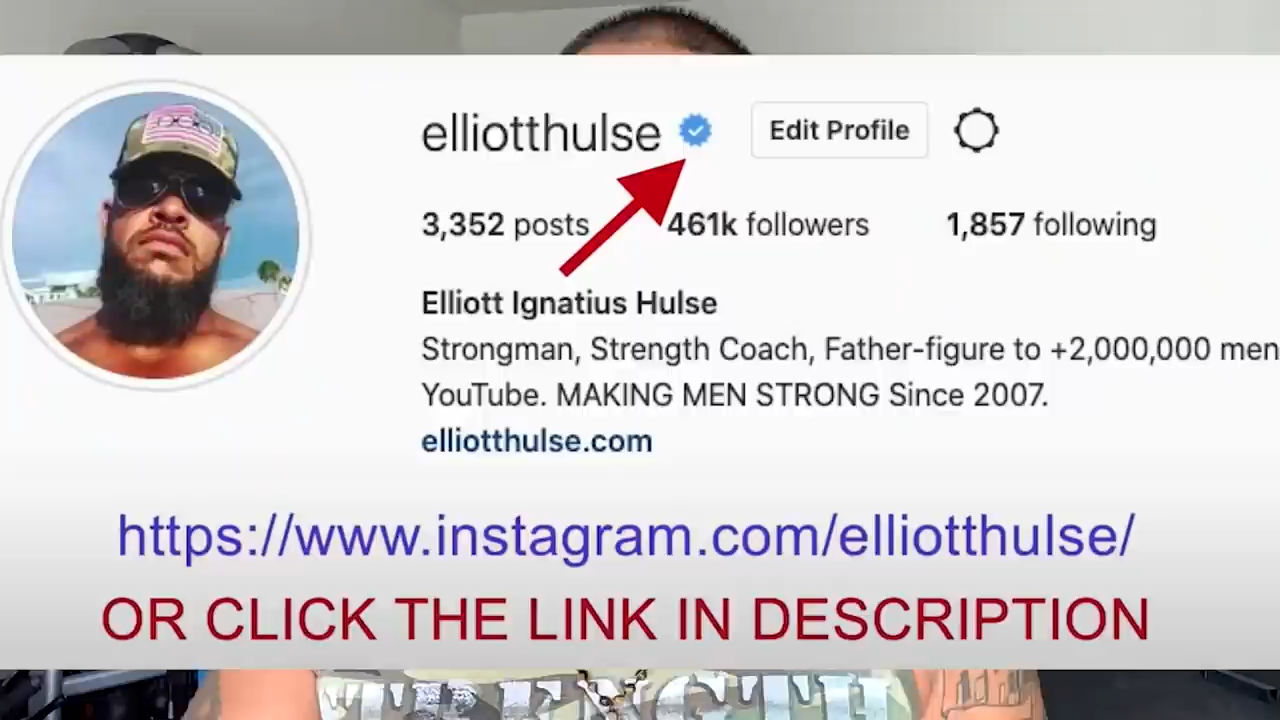 elliotthulse
Edit Profile
3,352 posts
461k followers
1,857 following
Elliott Ignatius Hulse
Strongman, Strength Coach, Father-figure to +2,000,000 men
YouTube. MAKING MEN STRONG Since 2007.
elliotthulse.com
https://www.instagram.com/elliotthulse/
OR CLICK THE LINK IN DESCRIPTION